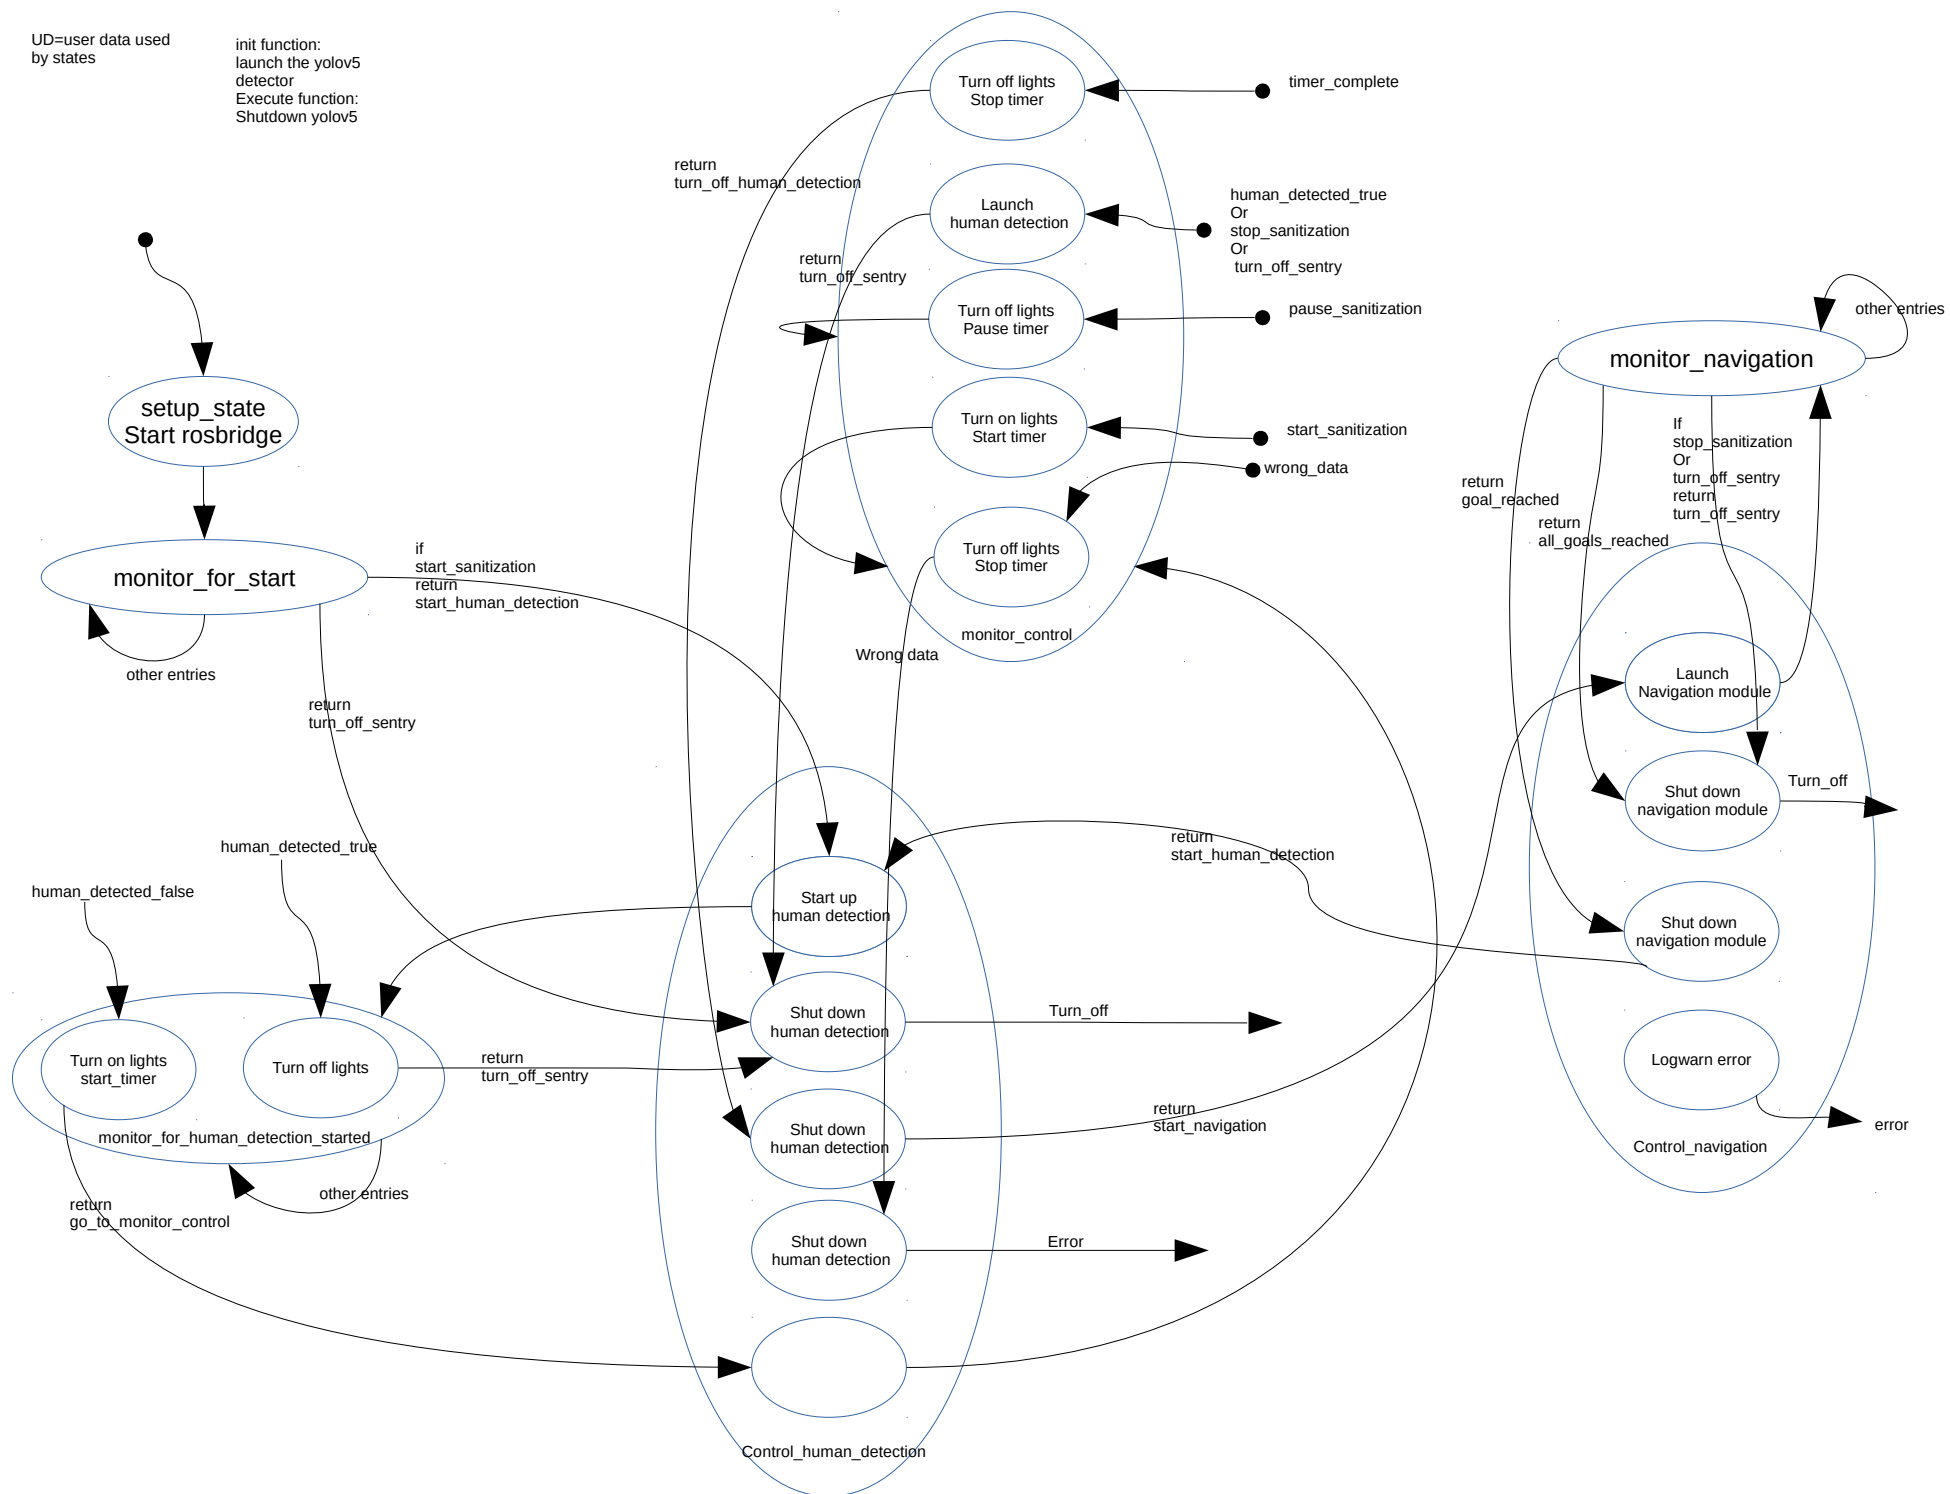 UD=user data used
by states
init function:
launch the yolov5
detector
Execute function:
Shutdown yolov5
Turn off lights
Stop timer
timer_complete
return
turn_off_human_detection
Launch
human detection
human_detected_true
Or
stop_sanitization
Or
turn_off_sentry
return
turn_off_sentry
Turn off lights
Pause timer
pause_sanitization
other entries
monitor_navigation
setup_state
Start rosbridge
Turn on lights
Start timer
start_sanitization
wrong_data
If
stop_sanitization
Or
turn_off_sentry
return
turn_off_sentry
return
goal_reached
return
all_goals_reached
monitor_for_start
if
start_sanitization
return
start_human_detection
Turn off lights
Stop timer
monitor_control
Wrong data
other entries
return
turn_off_sentry
Launch
Navigation module
Shut down
navigation module
Turn_off
human_detected_true
human_detected_false
return
start_human_detection
Start up
human detection
Shut down
navigation module
Shut down
human detection
Turn_off
Turn on lights
start_timer
Turn off lights
return
turn_off_sentry
Logwarn error
error
monitor_for_human_detection_started
Shut down
human detection
return
start_navigation
Control_navigation
other entries
return
go_to_monitor_control
Shut down
human detection
Error
Control_human_detection